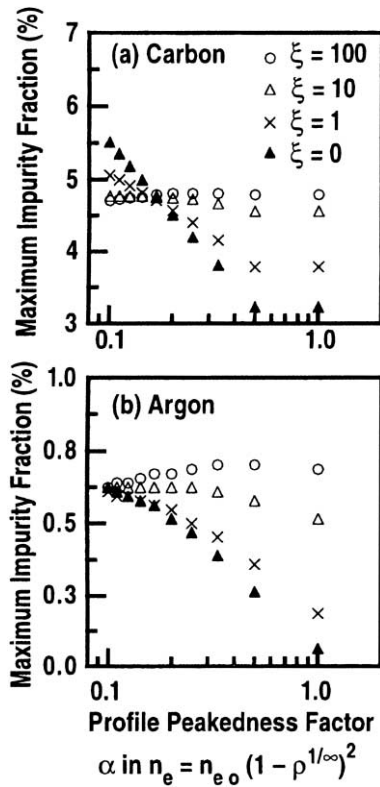 Maximum Impurity Fraction (%)
7
6
5
4
3
(a) Carbon
○ ξ = 100
△ ξ = 10
× ξ = 1
▲ ξ = 0
0.1
1.0
Maximum Impurity Fraction (%)
1.0
0.8
0.5
0.3
0.0
(b) Argon
0.1
1.0
Profile Peakedness Factor
α in nₑ = nₑₒ (1 − ρ^1/∞)²